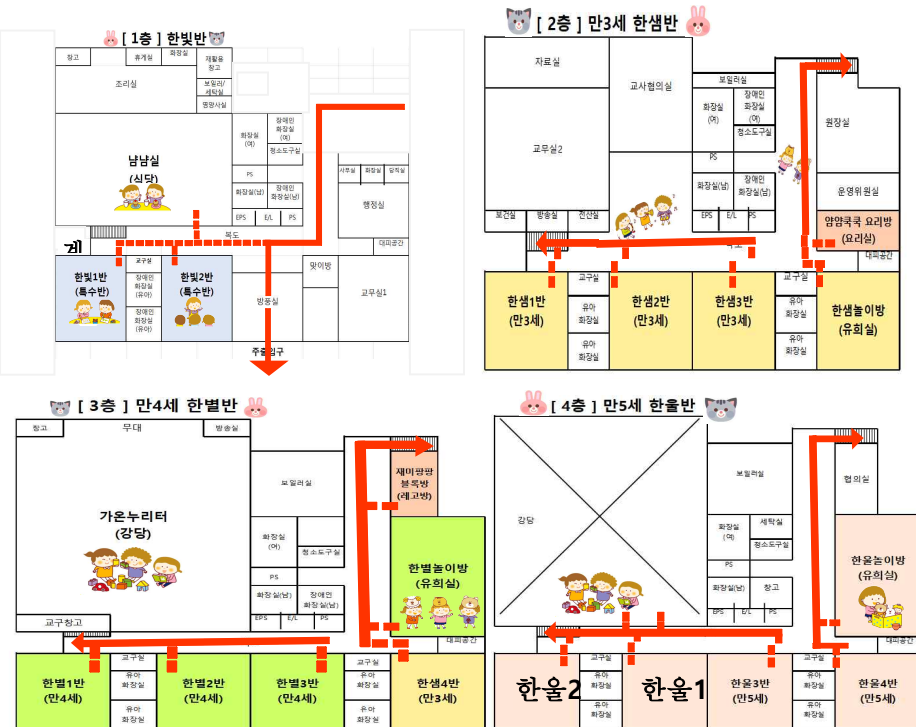 [ 1층 ] 한빛반
창고
휴게실
화장실
재활용
창고
조리실
보일러/
세탁실
영양사실
냠냠실
(식당)
화장실
(여)
장애인
화장실
(여)
청소도구실
PS
화장실(남)
장애인
화장실(남)
EPS
E/L
PS
사무실
화장실
당직실
행정실
복도
대피공간
계
한빛1반
(특수반)
교구실
장애인
화장실
(유아)
장애인
화장실
(유아)
한빛2반
(특수반)
방풍실
맞이방
교무실1
주출입구
[ 2층 ] 만3세 한샘반
자료실
교사협의실
보일러실
화장실
(여)
장애인
화장실
(여)
청소도구실
원장실
교무실2
PS
화장실(남)
장애인
화장실(남)
운영위원실
보건실
방송실
전산실
EPS
E/L
PS
얌얌쿡쿡 요리방
(요리실)
대피공간
한샘1반
(만3세)
교구실
유아
화장실
유아
화장실
한샘2반
(만3세)
한샘3반
(만3세)
교구실
유아
화장실
유아
화장실
한샘놀이방
(유희실)
[ 3층 ] 만4세 한별반
창고
무대
방송실
보일러실
재미팡팡
블록방
(레고방)
가온누리터
(강당)
화장실
(여)
청소도구실
PS
화장실(남)
장애인
화장실(남)
한별놀이방
(유희실)
교구창고
EPS
E/L
PS
대피공간
한별1반
(만4세)
교구실
유아
화장실
유아
화장실
한별2반
(만4세)
한별3반
(만4세)
교구실
유아
화장실
유아
화장실
한샘4반
(만3세)
[ 4층 ] 만5세 한울반
보일러실
협의실
강당
화장실
(여)
세탁실
청소도구실
PS
화장실(남)
창고
한울놀이방
(유희실)
EPS
E/L
PS
대피공간
한울2
교구실
유아
화장실
유아
화장실
한울1
한울3반
(만5세)
교구실
유아
화장실
유아
화장실
한울4반
(만5세)